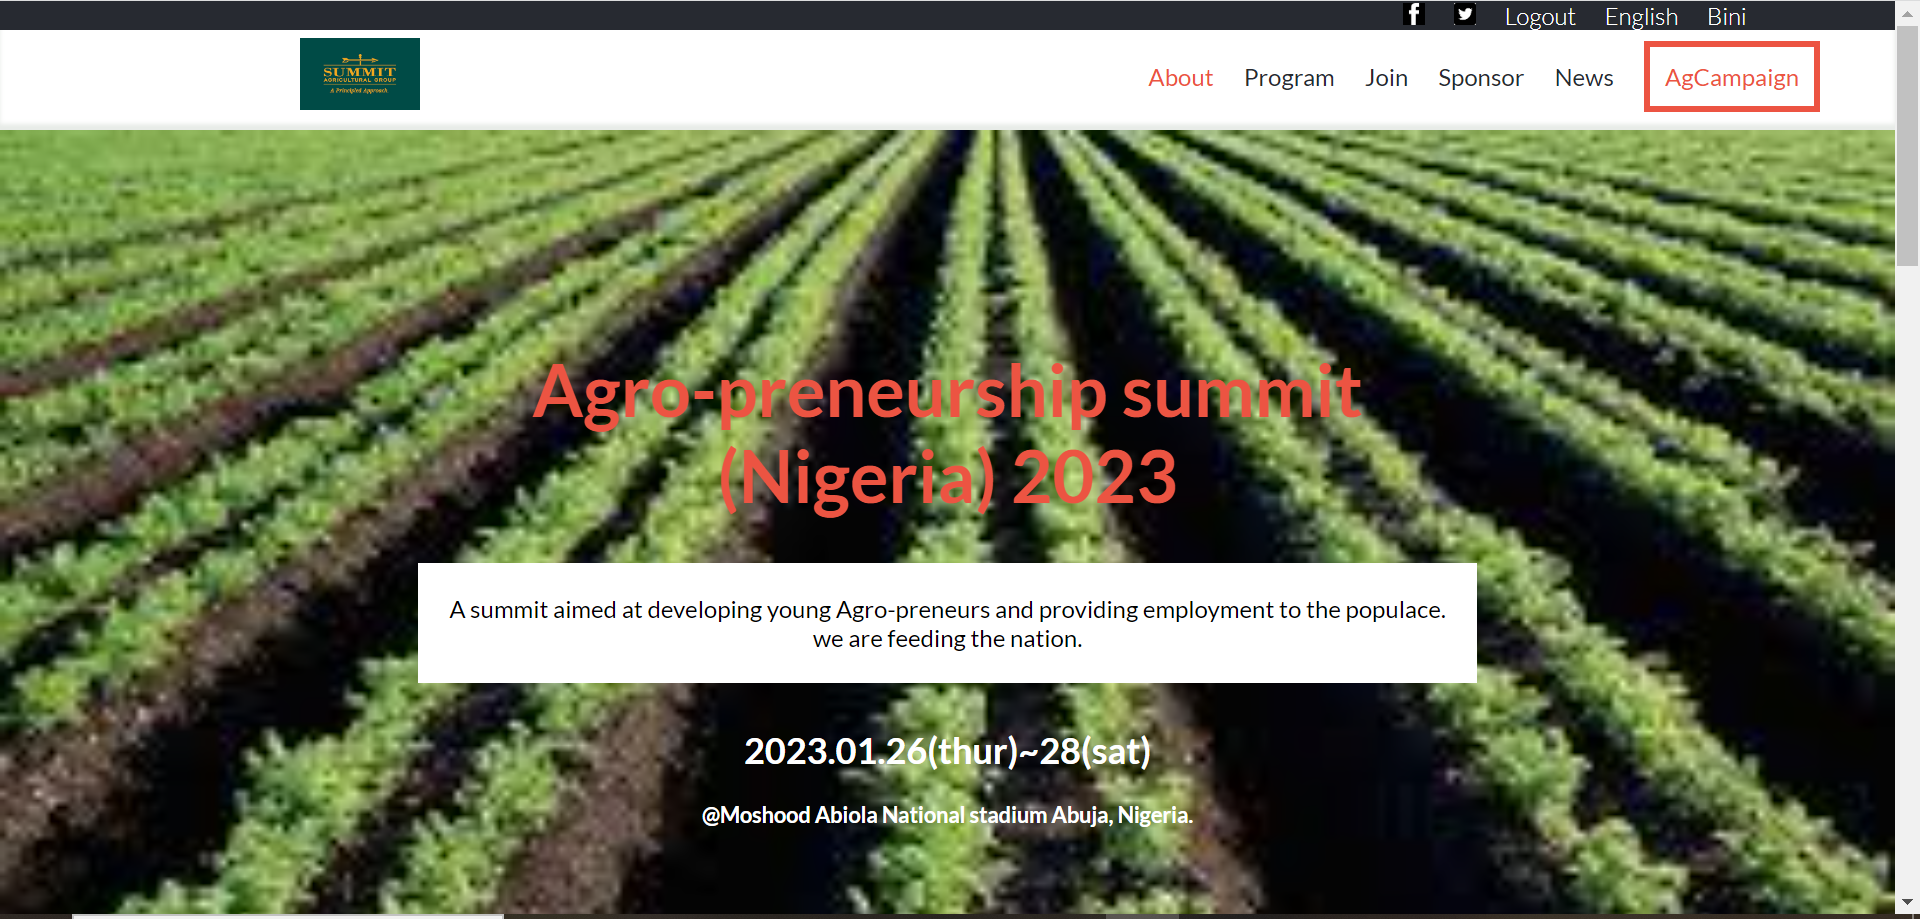 Logout English Bini
SUMMIT
AGRICULTURAL GROUP
A Principled Approach.
About Program Join Sponsor News AgCampaign
Agro-preneurship summit
(Nigeria) 2023
A summit aimed at developing young Agro-preneurs and providing employment to the populace.
we are feeding the nation.
2023.01.26(thur)~28(sat)
@Moshood Abiola National stadium Abuja, Nigeria.